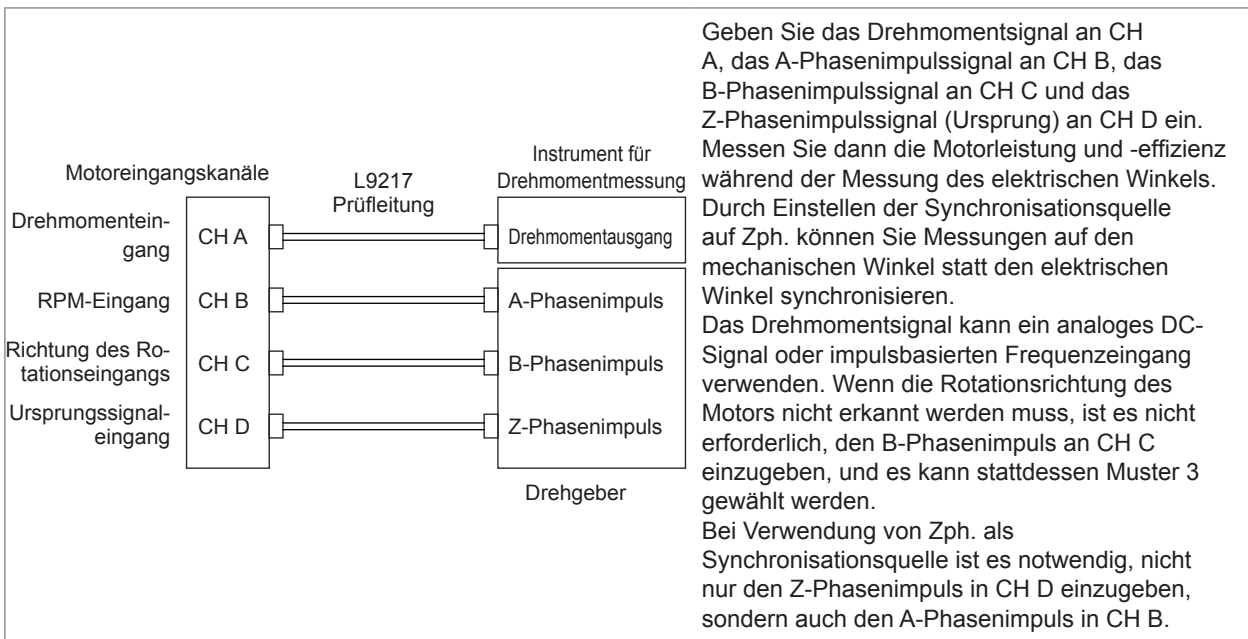 Motoreingangskanäle
L9217
Prüfleitung
Instrument für
Drehmomentmessung
Drehmomentein-
gang
CH A
Drehmomentausgang
RPM-Eingang
CH B
A-Phasenimpuls
Richtung des Ro-
tationseingangs
CH C
B-Phasenimpuls
Ursprungssignal-
eingang
CH D
Z-Phasenimpuls
Drehgeber
Geben Sie das Drehmomentsignal an CH
A, das A-Phasenimpulssignal an CH B, das
B-Phasenimpulssignal an CH C und das
Z-Phasenimpulssignal (Ursprung) an CH D ein.
Messen Sie dann die Motorleistung und -effizienz
während der Messung des elektrischen Winkels.
Durch Einstellen der Synchronisationsquelle
auf Zph. können Sie Messungen auf den
mechanischen Winkel statt den elektrischen
Winkel synchronisieren.
Das Drehmomentsignal kann ein analoges DC-
Signal oder impulsbasierten Frequenzeingang
verwenden. Wenn die Rotationsrichtung des
Motors nicht erkannt werden muss, ist es nicht
erforderlich, den B-Phasenimpuls an CH C
einzugeben, und es kann stattdessen Muster 3
gewählt werden.
Bei Verwendung von Zph. als
Synchronisationsquelle ist es notwendig, nicht
nur den Z-Phasenimpuls in CH D einzugeben,
sondern auch den A-Phasenimpuls in CH B.